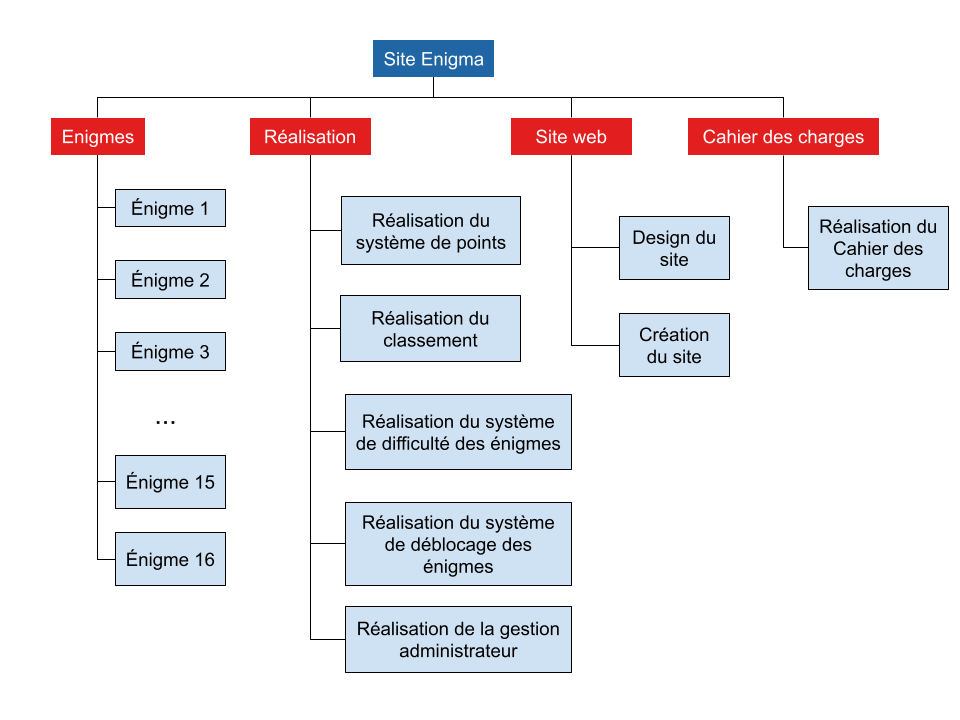 Site Enigma
Enigmes
Réalisation
Site web
Cahier des charges
Énigme 1
Énigme 2
Énigme 3
...
Énigme 15
Énigme 16
Réalisation du
système de points
Réalisation du
classement
Réalisation du système
de difficulté des énigmes
Réalisation du système
de déblocage des
énigmes
Réalisation de la gestion
administrateur
Design du
site
Création
du site
Réalisation du
Cahier des
charges